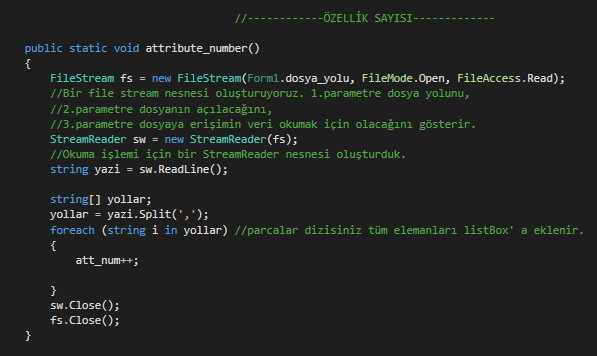 //------------ÖZELLİK SAYISI-------------
public static void attribute_number()
{
FileStream fs = new FileStream(Form1.dosya_yolu, FileMode.Open, FileAccess.Read);
//Bir file stream nesnesi oluşturuyoruz. 1.parametre dosya yolunu,
//2.parametre dosyanın açılacağını,
//3.parametre dosyaya erişimin veri okumak için olacağını gösterir.
StreamReader sw = new StreamReader(fs);
//Okuma işlemi için bir StreamReader nesnesi oluşturduk.
string yazi = sw.ReadLine();
string[] yollar;
yollar = yazi.Split(',');
foreach (string i in yollar) //parcalar dizisiniz tüm elemanları listBox' a eklenir.
{
att_num++;
}
sw.Close();
fs.Close();
}